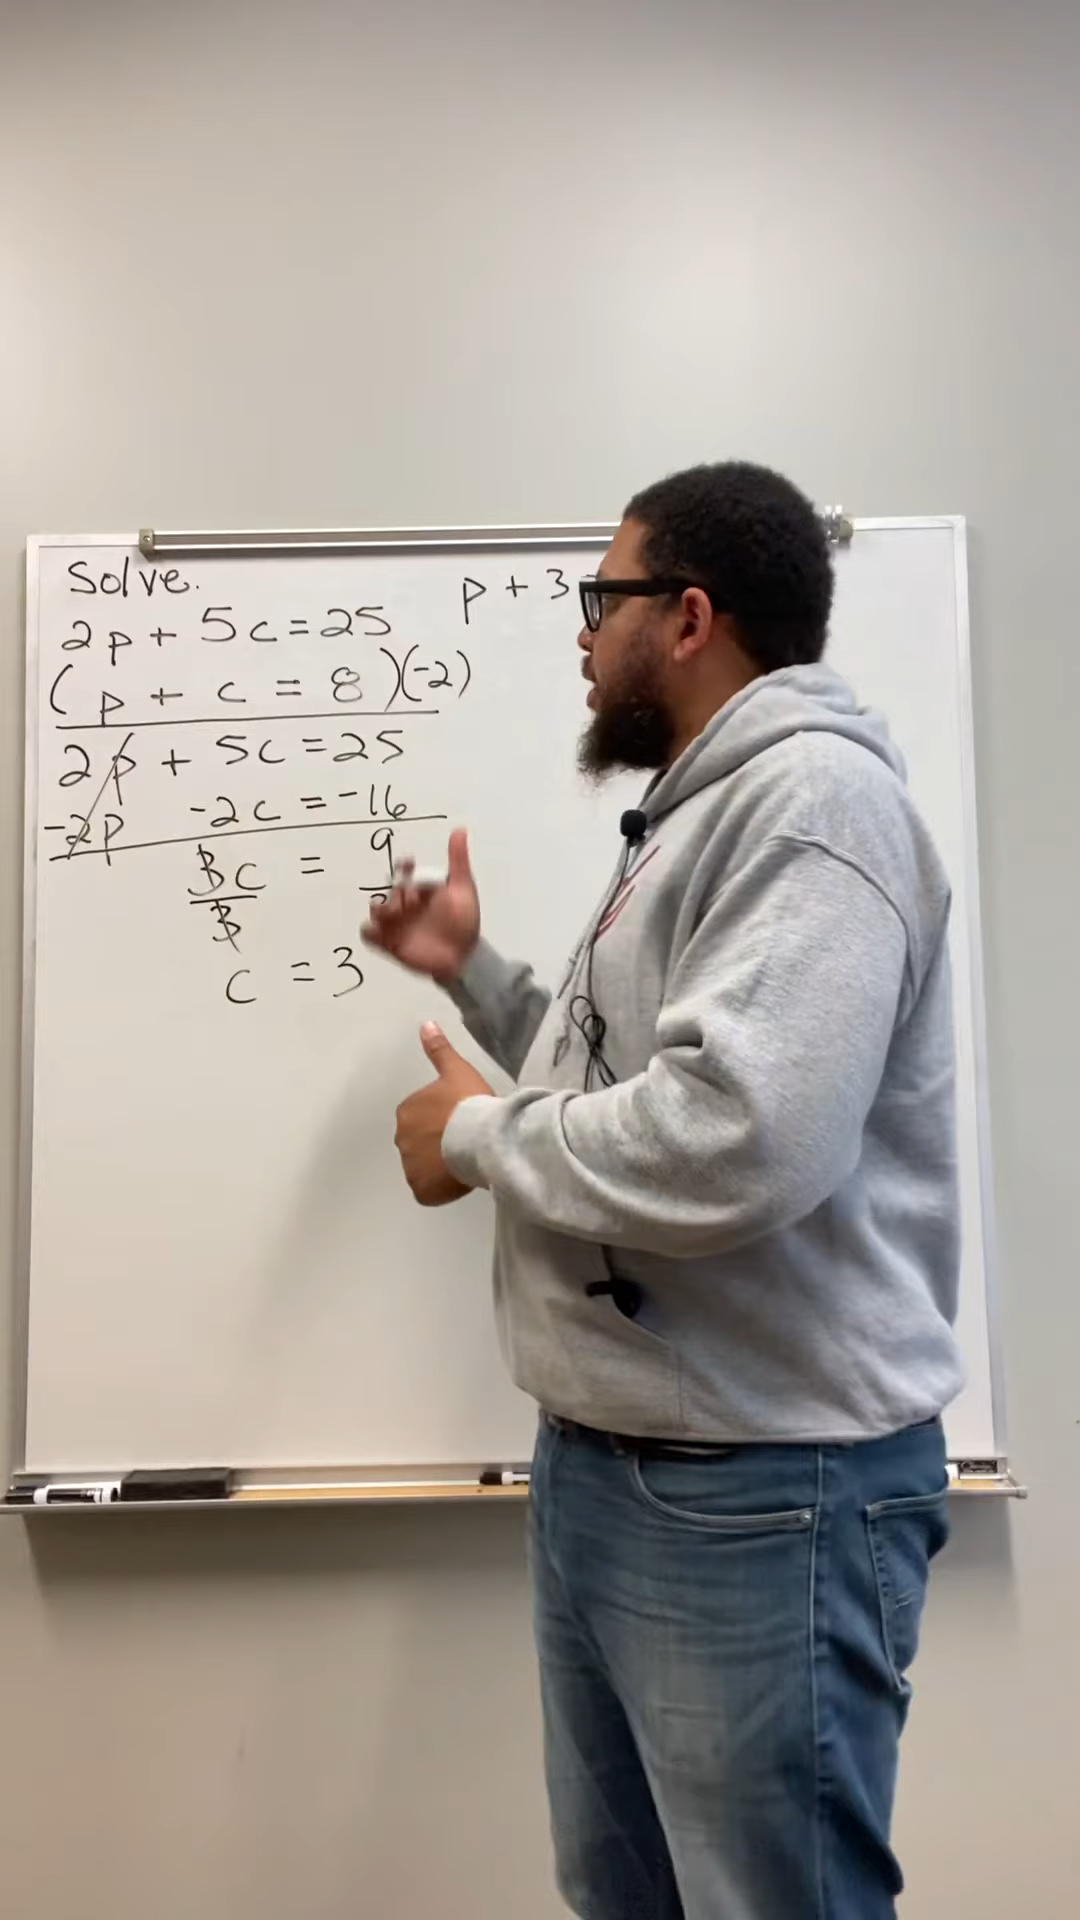 Solve.
2p + 5c = 25
(p + c = 8)(-2)
2p + 5c = 25
-2p -2c = -16
3c = 9
3
c = 3
p + 3